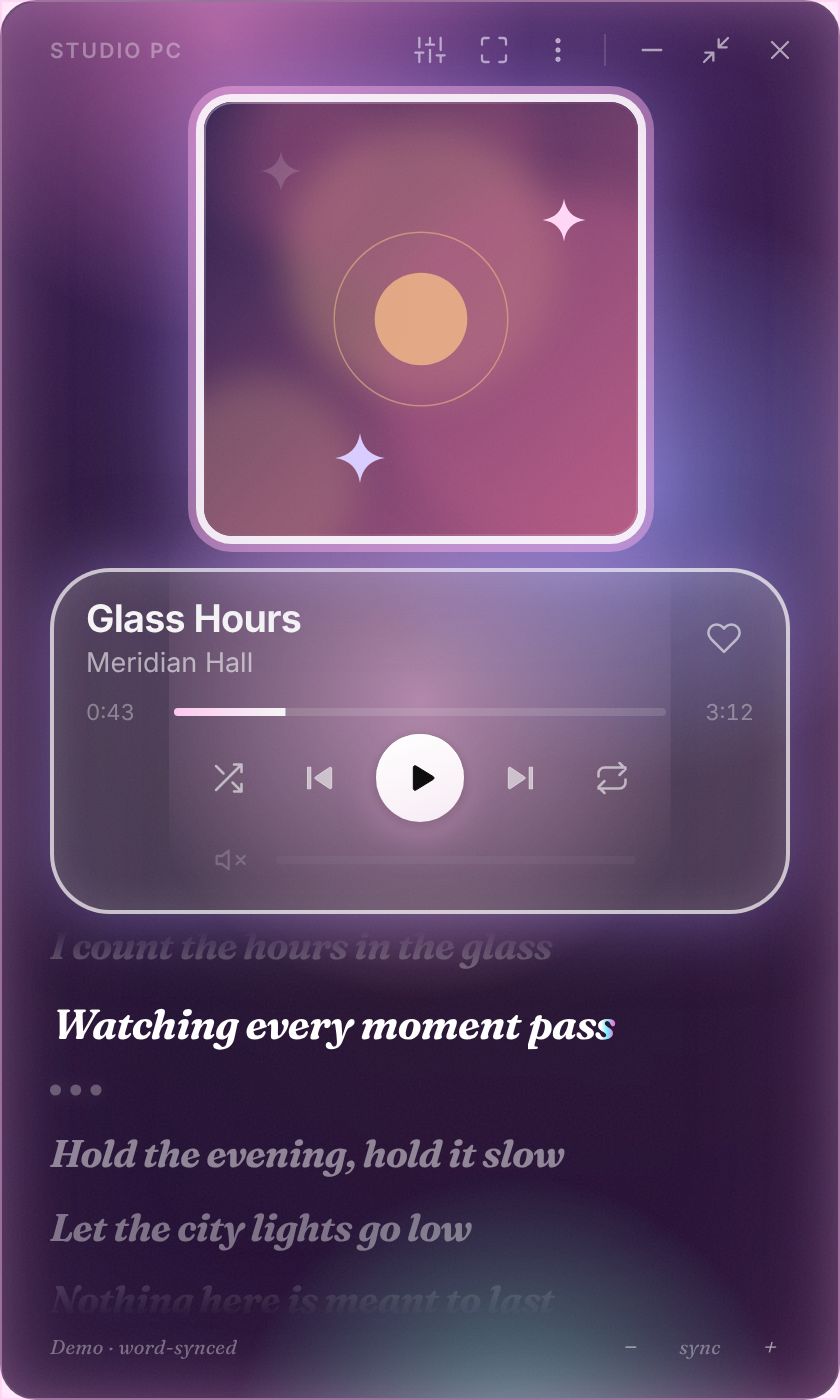 STUDIO PC
Glass Hours
Meridian Hall
0:43
3:12
I count the hours in the glass
Watching every moment pass
•••
Hold the evening, hold it slow
Let the city lights go low
Nothing here is meant to last
Demo · word-synced
− sync +